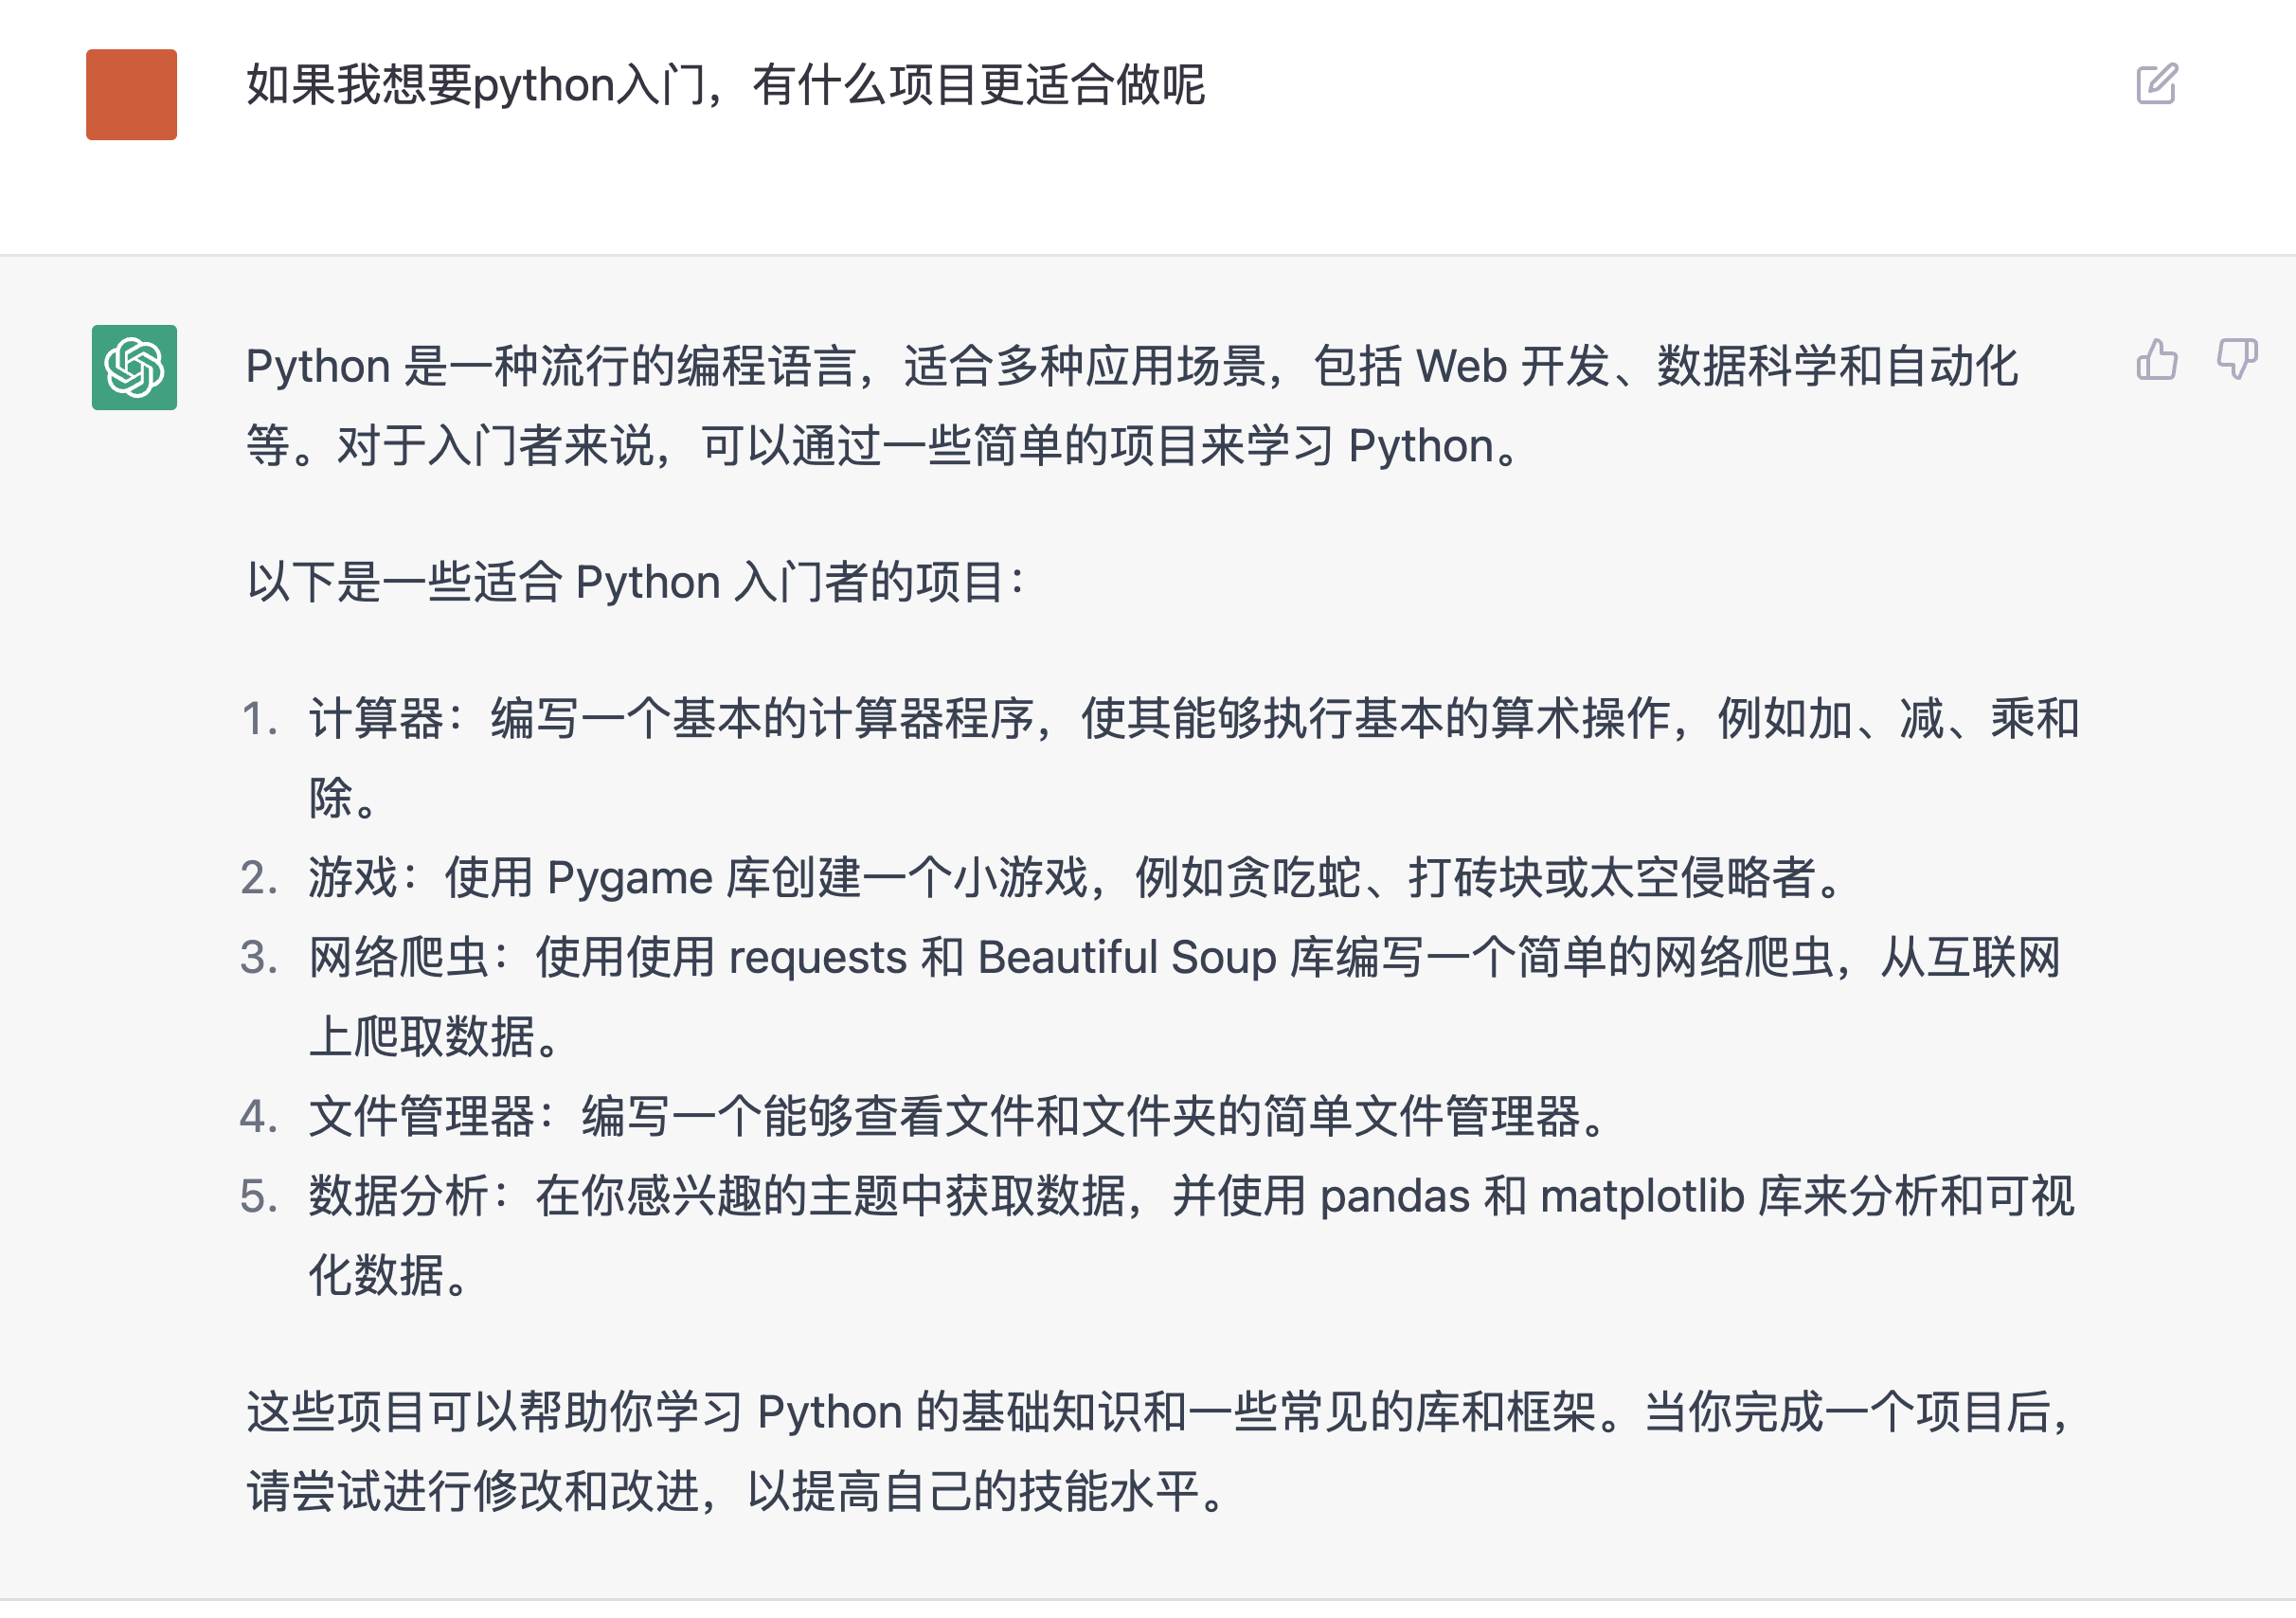 如果我想要python入门，有什么项目更适合做呢
Python 是一种流行的编程语言，适合多种应用场景，包括 Web 开发、数据科学和自动化
等。对于入门者来说，可以通过一些简单的项目来学习 Python。
以下是一些适合 Python 入门者的项目：
1. 计算器：编写一个基本的计算器程序，使其能够执行基本的算术操作，例如加、减、乘和
除。
2. 游戏：使用 Pygame 库创建一个小游戏，例如贪吃蛇、打砖块或太空侵略者。
3. 网络爬虫：使用使用 requests 和 Beautiful Soup 库编写一个简单的网络爬虫，从互联网
上爬取数据。
4. 文件管理器：编写一个能够查看文件和文件夹的简单文件管理器。
5. 数据分析：在你感兴趣的主题中获取数据，并使用 pandas 和 matplotlib 库来分析和可视
化数据。
这些项目可以帮助你学习 Python 的基础知识和一些常见的库和框架。当你完成一个项目后，
请尝试进行修改和改进，以提高自己的技能水平。